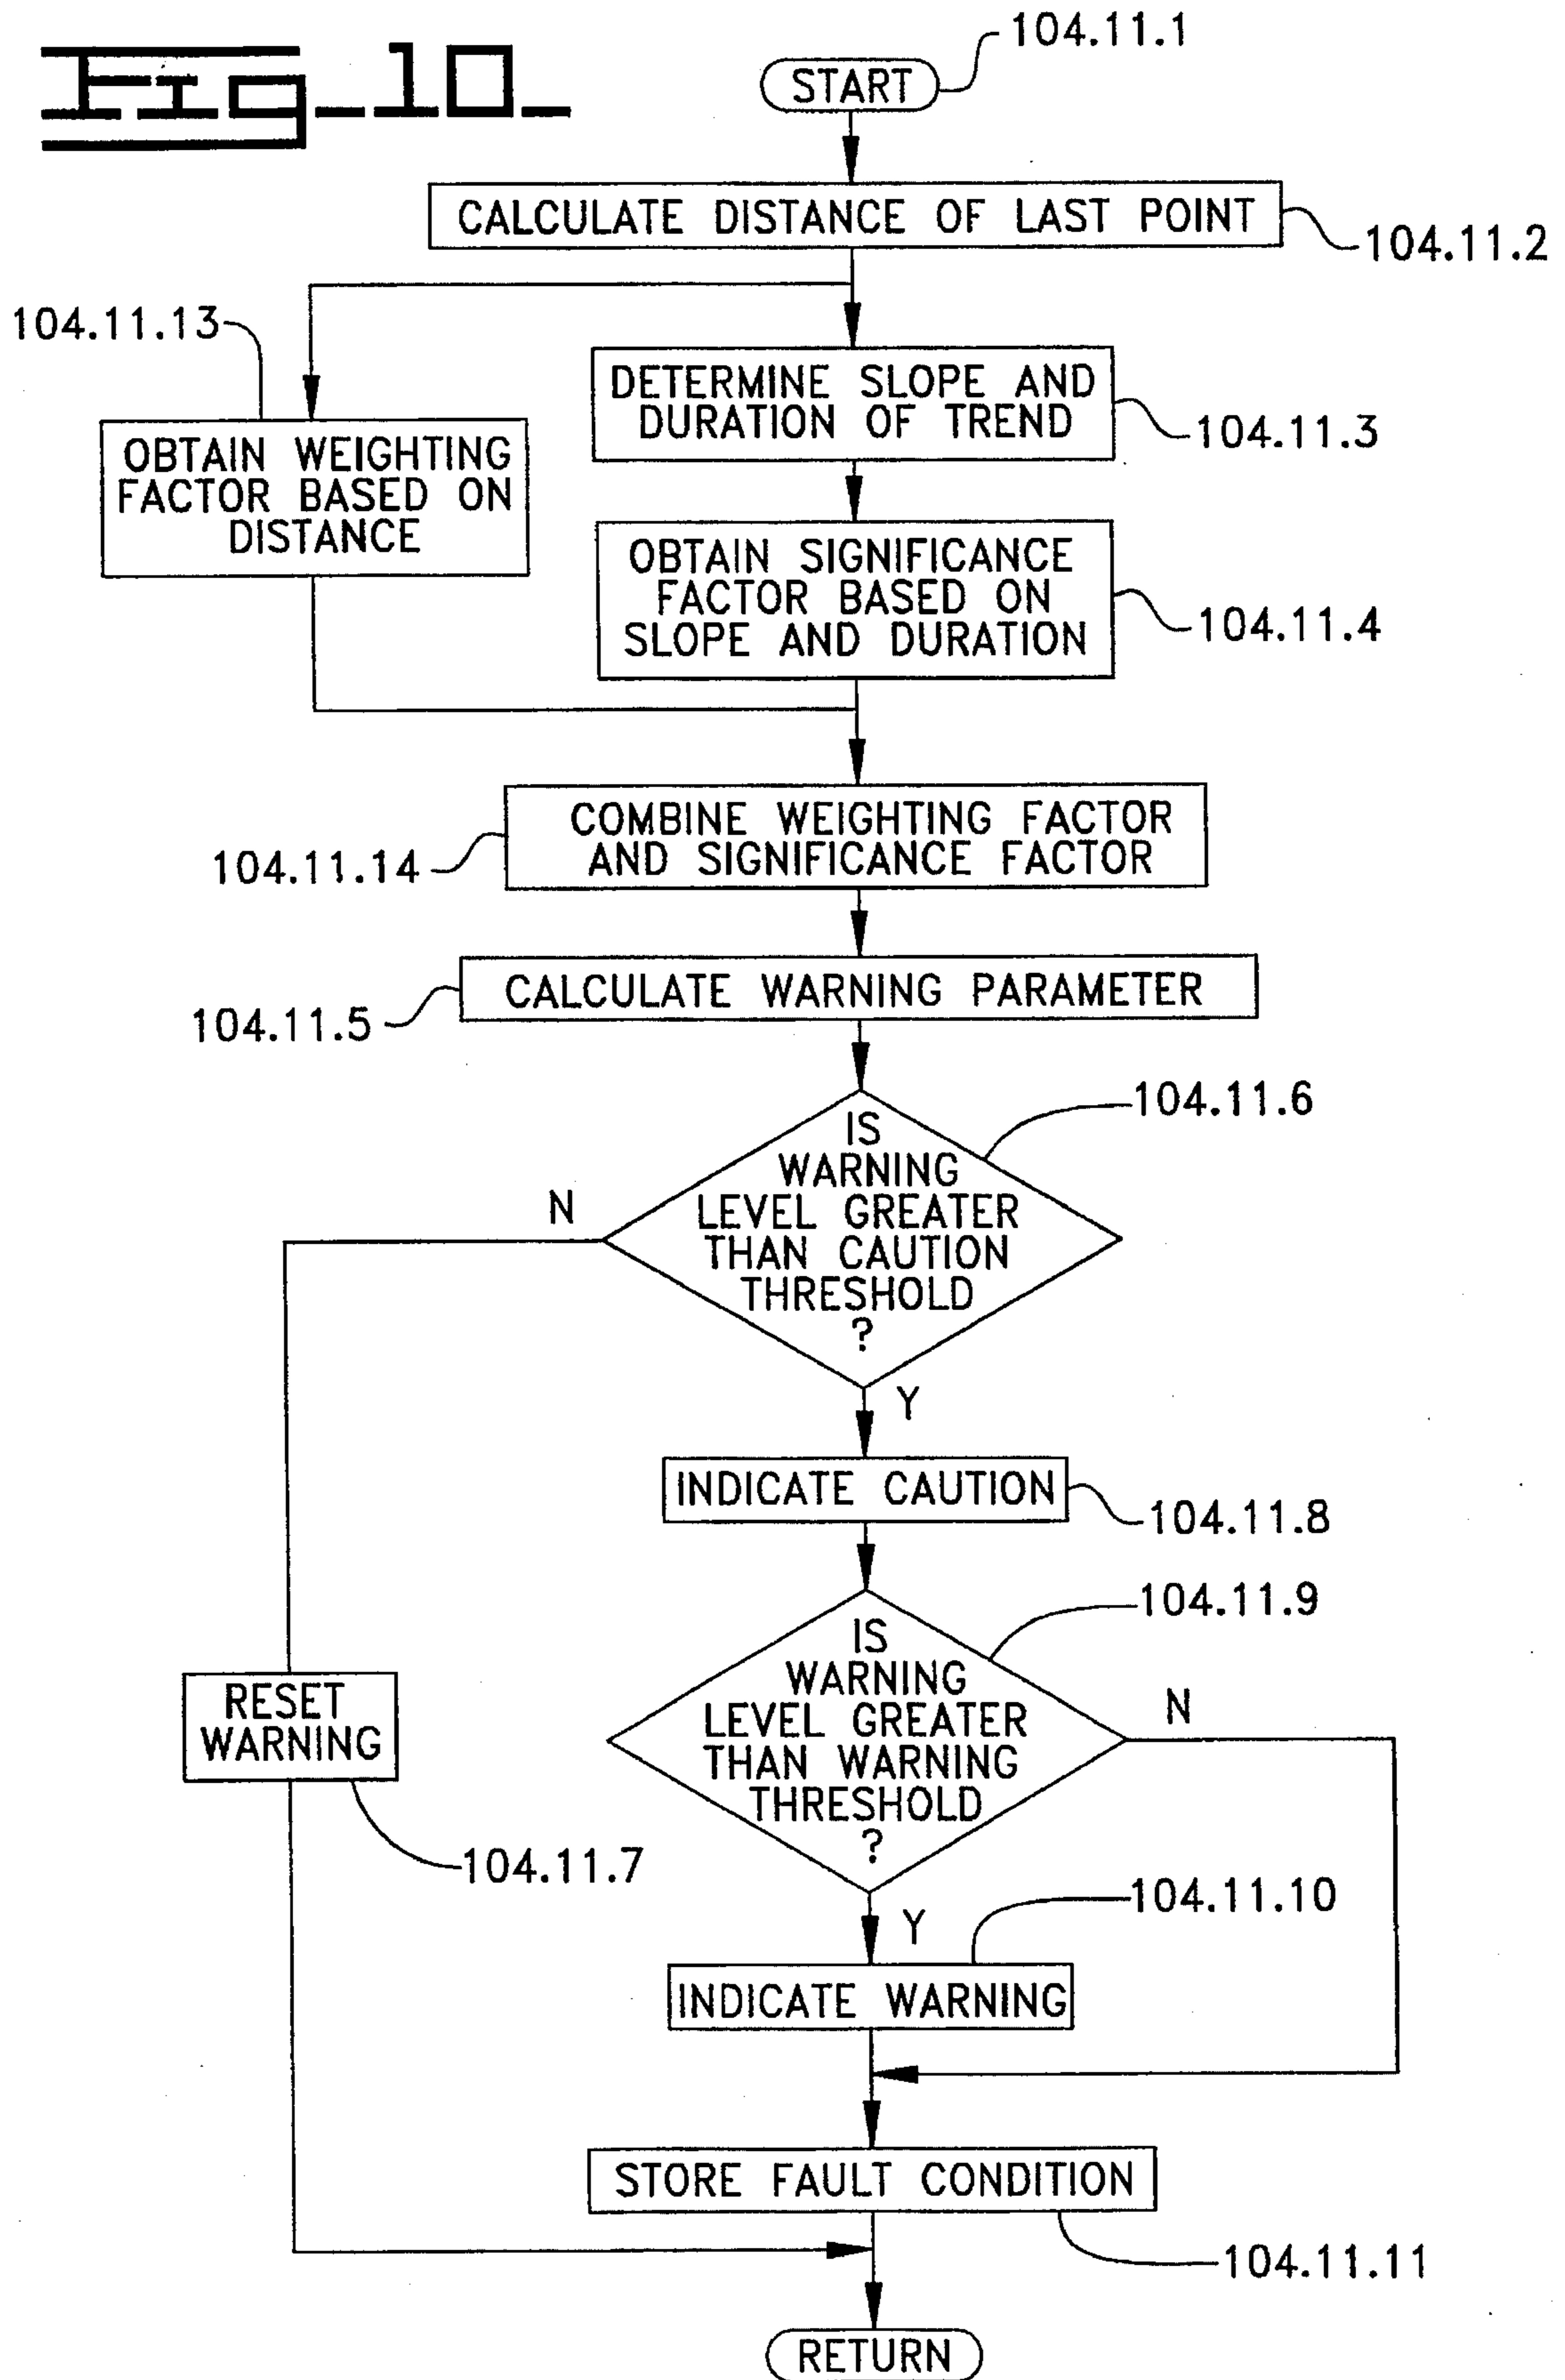 Fig_10_
104.11.1
START
CALCULATE DISTANCE OF LAST POINT
104.11.2
104.11.13
DETERMINE SLOPE AND
DURATION OF TREND
104.11.3
OBTAIN WEIGHTING
FACTOR BASED ON
DISTANCE
OBTAIN SIGNIFICANCE
FACTOR BASED ON
SLOPE AND DURATION
104.11.4
COMBINE WEIGHTING FACTOR
AND SIGNIFICANCE FACTOR
104.11.14
CALCULATE WARNING PARAMETER
104.11.5
104.11.6
IS
WARNING
LEVEL GREATER
THAN CAUTION
THRESHOLD
?
N
Y
INDICATE CAUTION
104.11.8
104.11.9
IS
WARNING
LEVEL GREATER
THAN WARNING
THRESHOLD
?
N
RESET
WARNING
104.11.7
104.11.10
Y
INDICATE WARNING
STORE FAULT CONDITION
104.11.11
RETURN